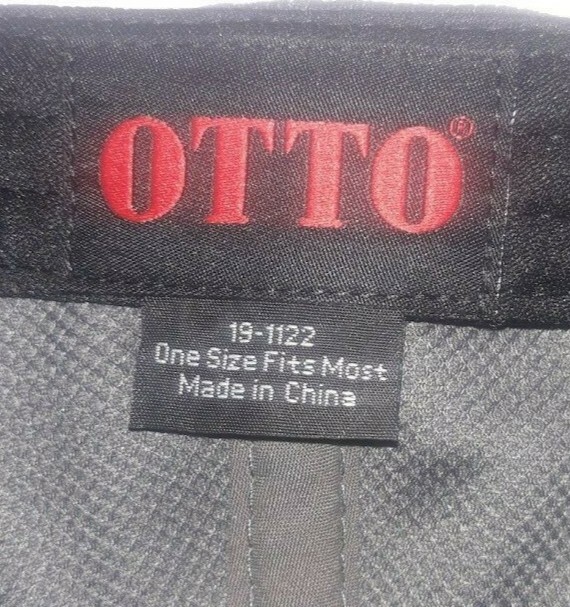 OTTO®
19-1122
One Size Fits Most
Made in China